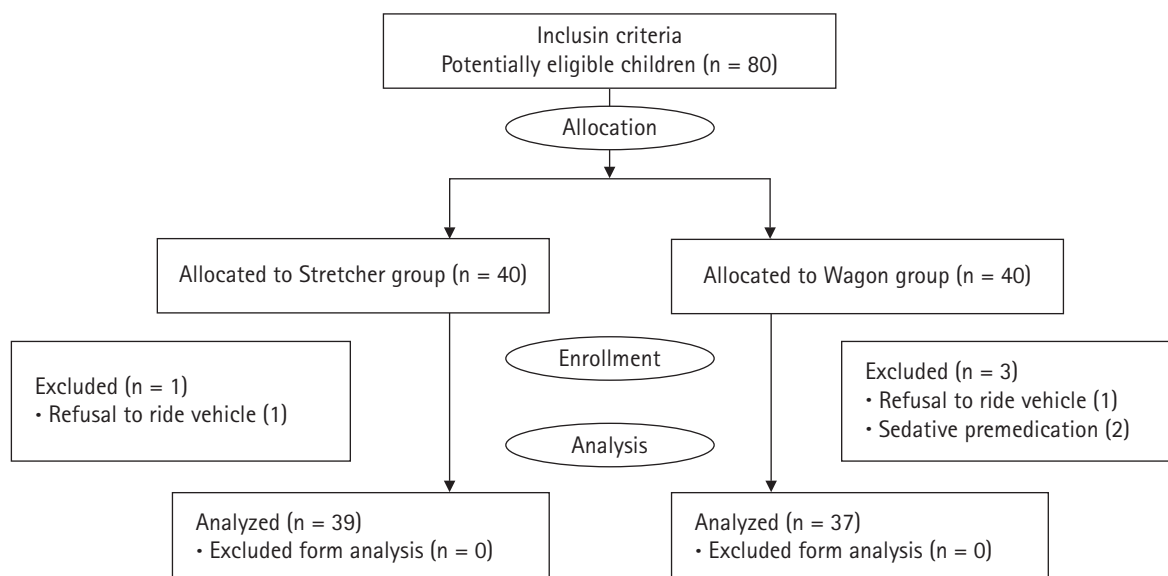 Inclusin criteria
Potentially eligible children (n = 80)
Allocation
Allocated to Stretcher group (n = 40)
Allocated to Wagon group (n = 40)
Enrollment
Excluded (n = 1)
• Refusal to ride vehicle (1)
Excluded (n = 3)
• Refusal to ride vehicle (1)
• Sedative premedication (2)
Analysis
Analyzed (n = 39)
• Excluded form analysis (n = 0)
Analyzed (n = 37)
• Excluded form analysis (n = 0)